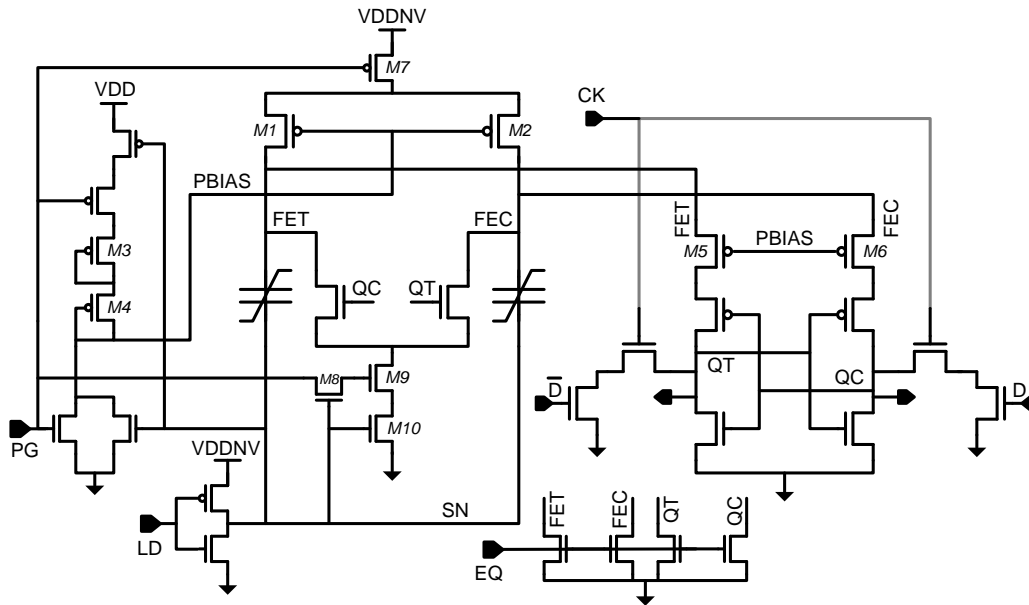 VDDNV
M7
VDD
CK
M1
M2
PBIAS
FET
FEC
M5
PBIAS
M6
M3
FET
FEC
M4
QC
QT
M8
M9
QT
QC
D
D
PG
M10
VDDNV
SN
LD
FET
FEC
QT
QC
EQ